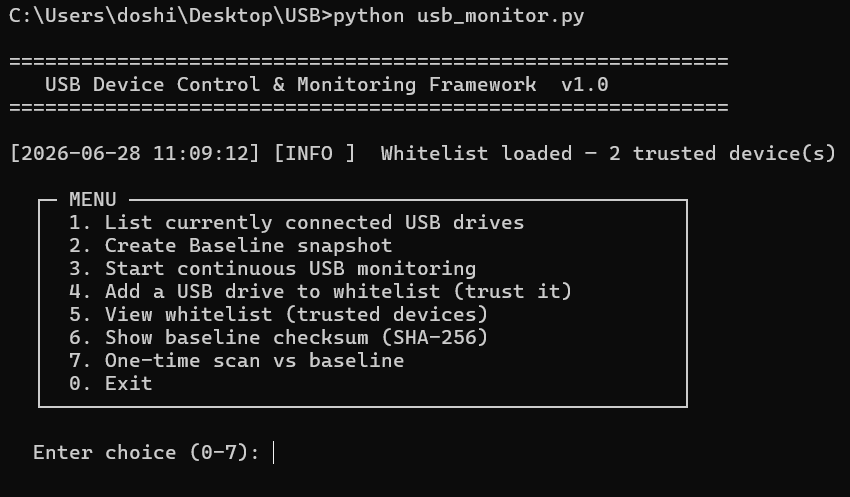 C:\Users\doshi\Desktop\USB>python usb_monitor.py
============================================================
USB Device Control & Monitoring Framework  v1.0
============================================================
[2026-06-28 11:09:12] [INFO ]  Whitelist loaded — 2 trusted device(s)
MENU
1. List currently connected USB drives
2. Create Baseline snapshot
3. Start continuous USB monitoring
4. Add a USB drive to whitelist (trust it)
5. View whitelist (trusted devices)
6. Show baseline checksum (SHA-256)
7. One-time scan vs baseline
0. Exit
Enter choice (0-7):